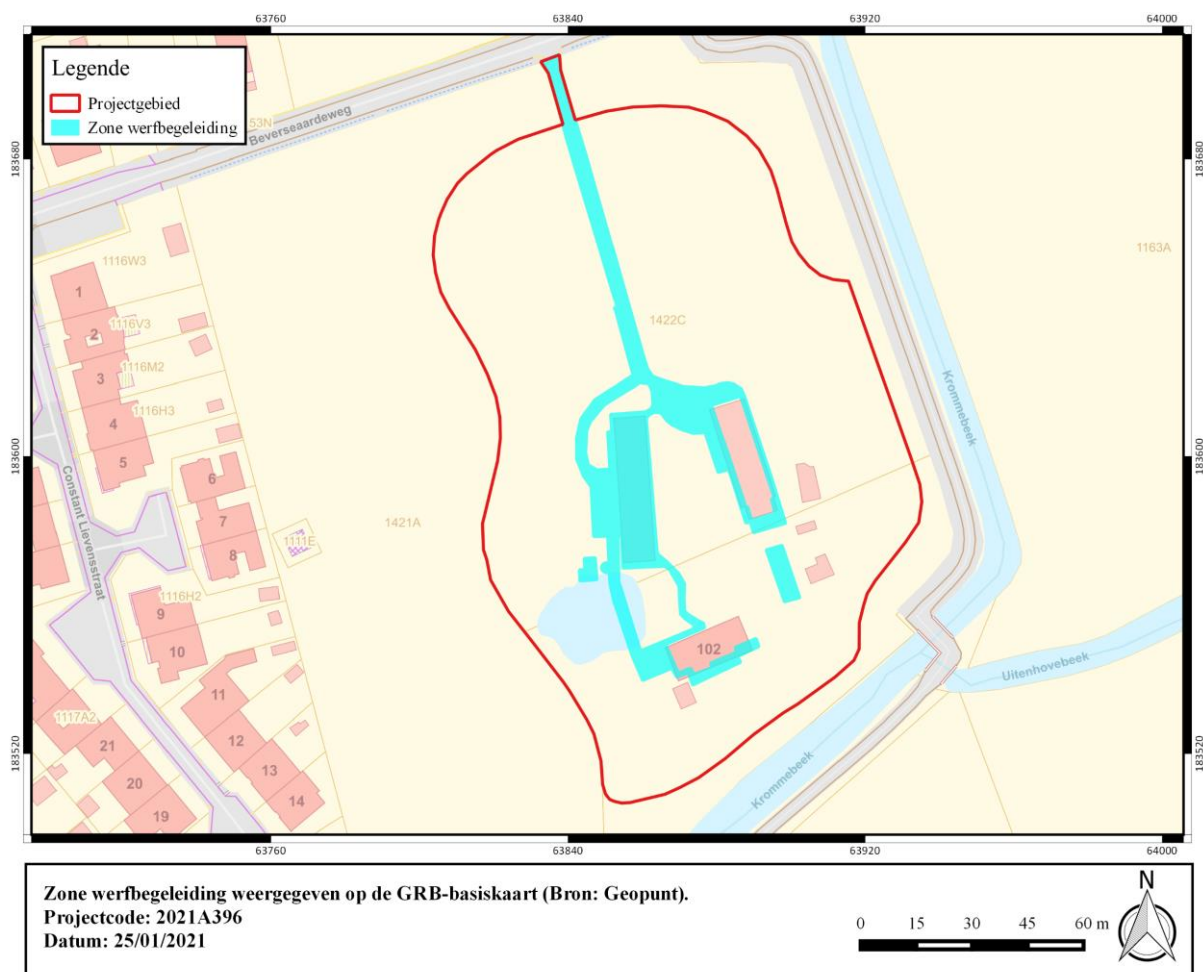 63760
63840
63920
64000
Legende
Projectgebied
Zone werfbegeleiding
53N
Beverseaardeweg
183680
183680
1163A
1116W3
1
1116V3
2
1422C
1116M2
3
1116H3
4
Krommebeek
5
183600
183600
6
Constant Lievensstraat
7
1421A
1111E
8
1116H2
9
10
102
Uitenhovebeek
11
1117A2
21
12
183520
183520
20
13
Krommebeek
14
19
63760
63840
63920
64000
Zone werfbegeleiding weergegeven op de GRB-basiskaart (Bron: Geopunt).
Projectcode: 2021A396
Datum: 25/01/2021
0 15 30 45 60 m
N